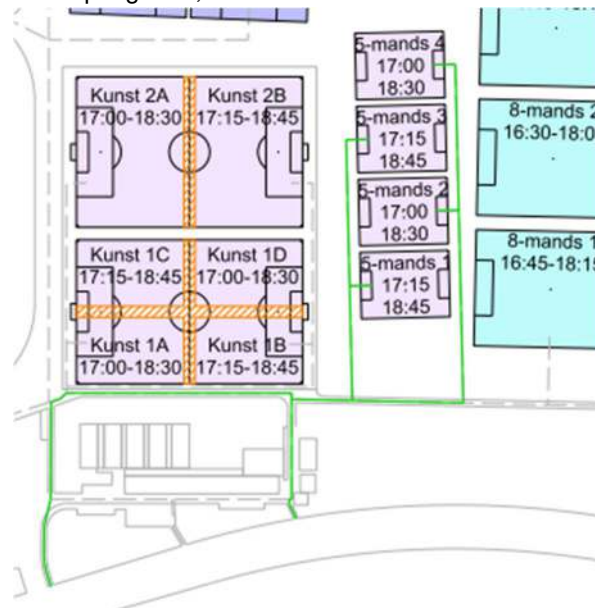 5-mands 4
17:00
18:30
Kunst 2A
17:00-18:30
Kunst 2B
17:15-18:45
5-mands 3
17:15
18:45
8-mands 2
16:30-18:0
5-mands 2
17:00
18:30
Kunst 1C
17:15-18:45
Kunst 1D
17:00-18:30
5-mands 1
17:15
18:45
8-mands 1
16:45-18:15
Kunst 1A
17:00-18:30
Kunst 1B
17:15-18:45